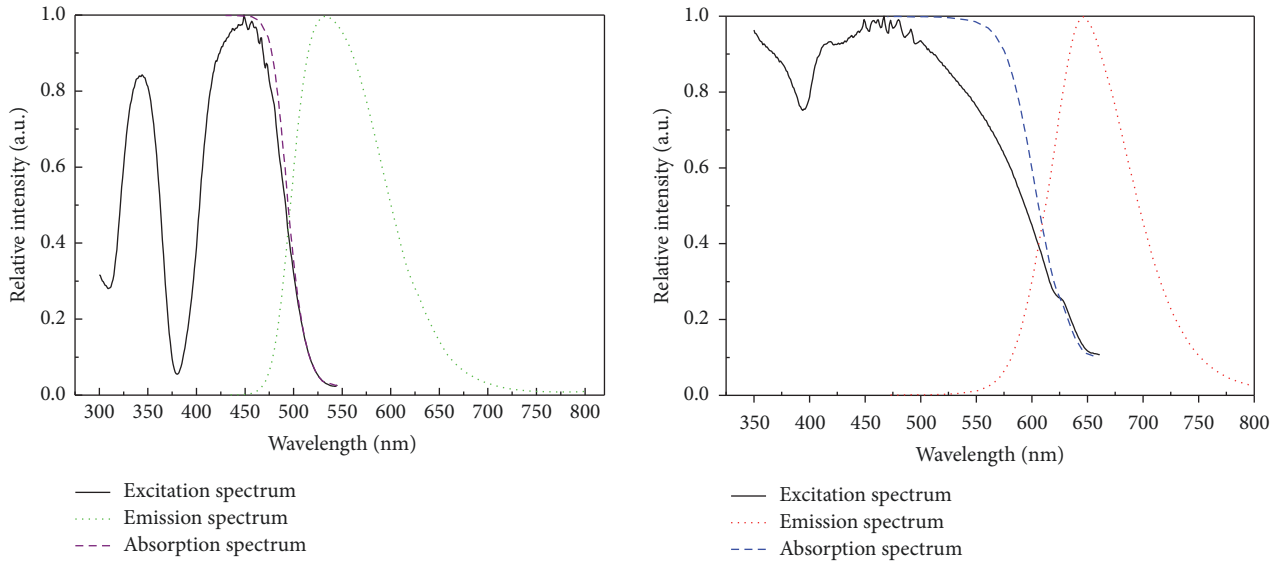 1.0
0.8
0.6
0.4
0.2
0.0
Relative intensity (a.u.)
300 350 400 450 500 550 600 650 700 750 800
Wavelength (nm)
Excitation spectrum
Emission spectrum
Absorption spectrum
1.0
0.8
0.6
0.4
0.2
0.0
Relative intensity (a.u.)
350 400 450 500 550 600 650 700 750 800
Wavelength (nm)
Excitation spectrum
Emission spectrum
Absorption spectrum